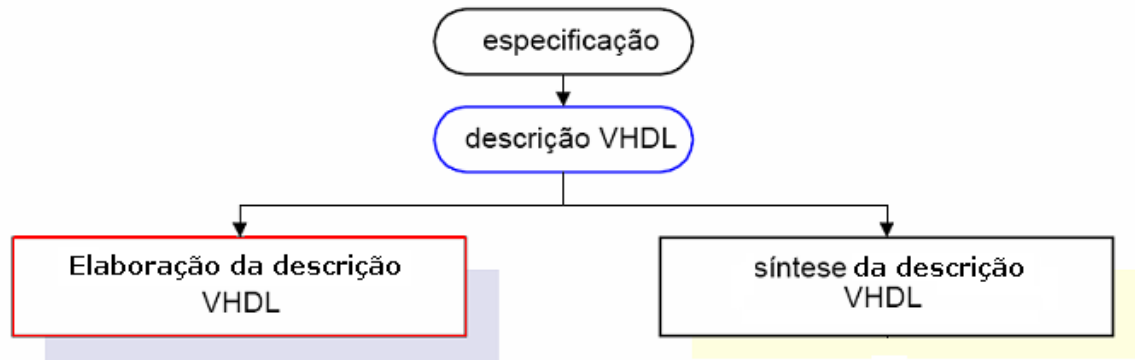 especificação
descrição VHDL
Elaboração da descrição
VHDL
síntese da descrição
VHDL